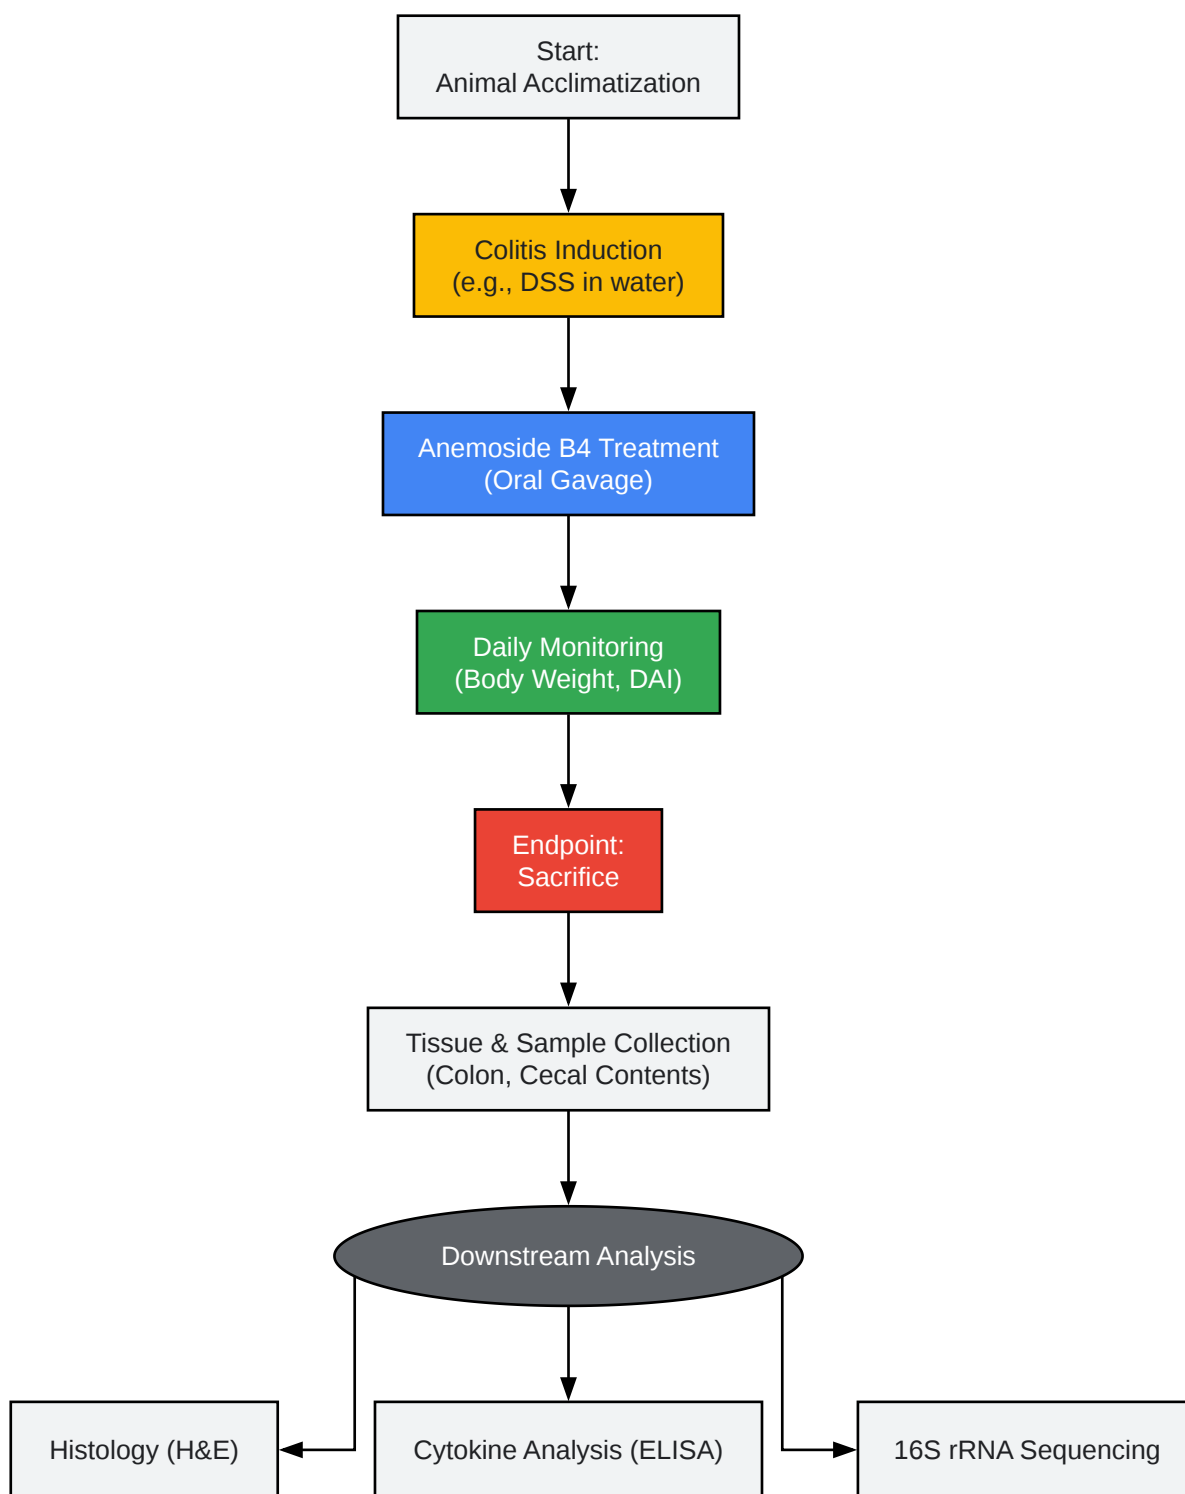 Start:
Animal Acclimatization
Colitis Induction
(e.g., DSS in water)
Anemoside B4 Treatment
(Oral Gavage)
Daily Monitoring
(Body Weight, DAI)
Endpoint:
Sacrifice
Tissue & Sample Collection
(Colon, Cecal Contents)
Downstream Analysis
Histology (H&E)
Cytokine Analysis (ELISA)
16S rRNA Sequencing